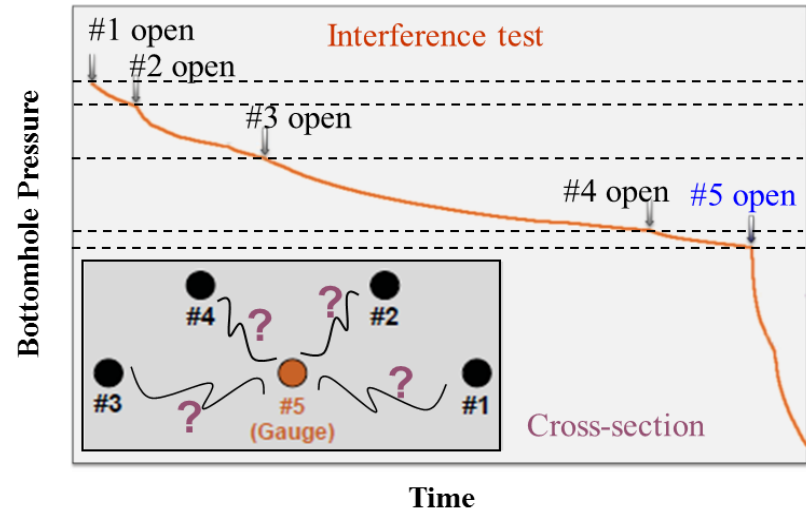 #1 open
Interference test
#2 open
#3 open
#4 open
#5 open
Bottomhole Pressure
?
?
#4
#2
?
?
#3
#5
(Gauge)
#1
Cross-section
Time